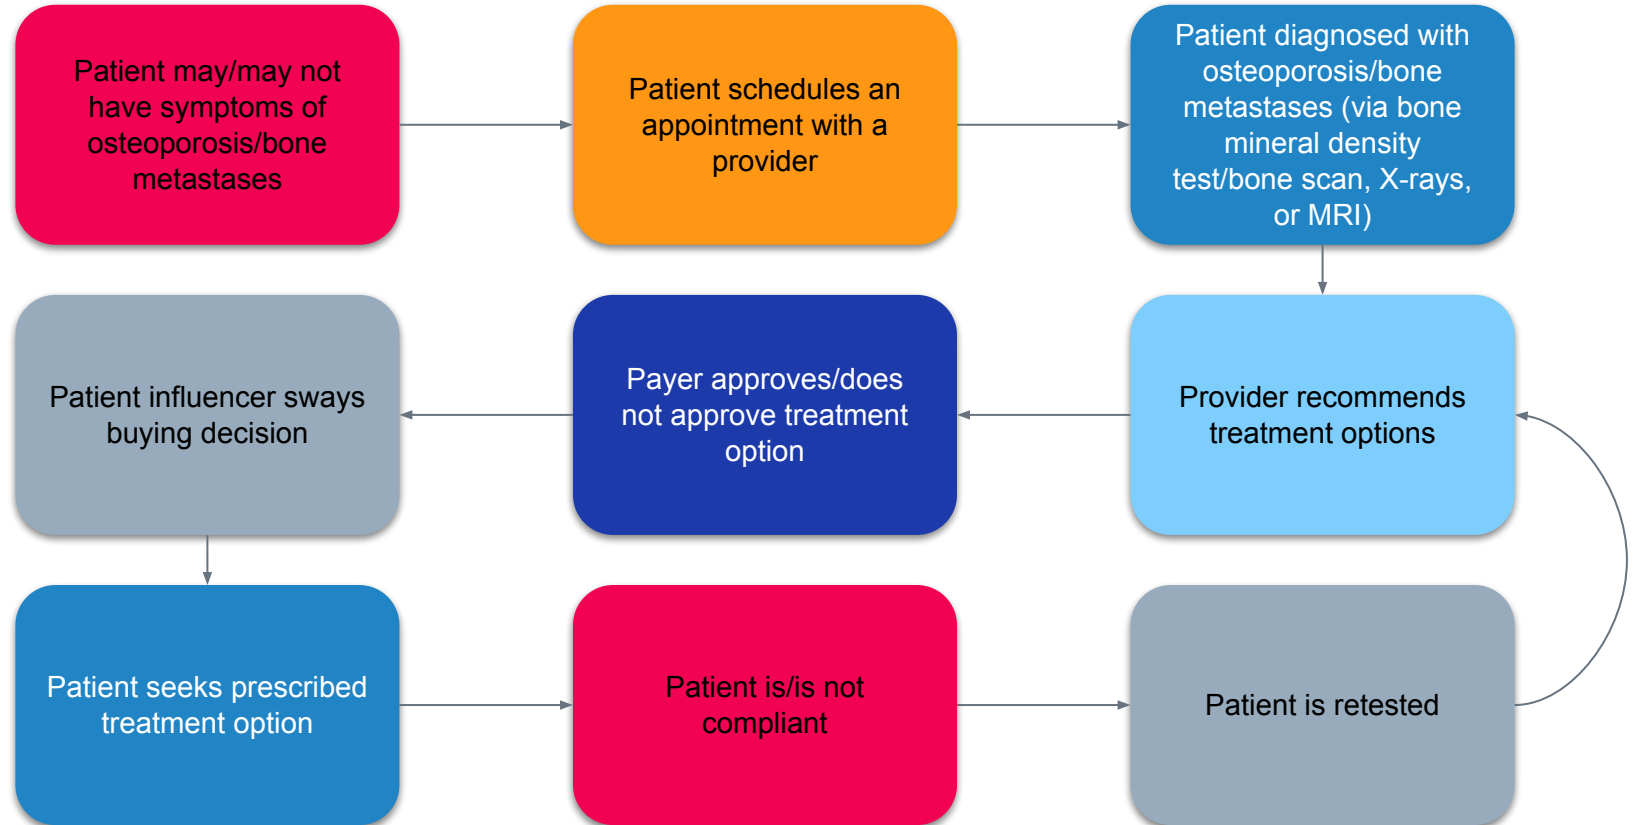 Patient may/may not
have symptoms of
osteoporosis/bone
metastases
Patient schedules an
appointment with a
provider
Patient diagnosed with
osteoporosis/bone
metastases (via bone
mineral density
test/bone scan, X-rays,
or MRI)
Provider recommends
treatment options
Payer approves/does
not approve treatment
option
Patient influencer sways
buying decision
Patient seeks prescribed
treatment option
Patient is/is not
compliant
Patient is retested